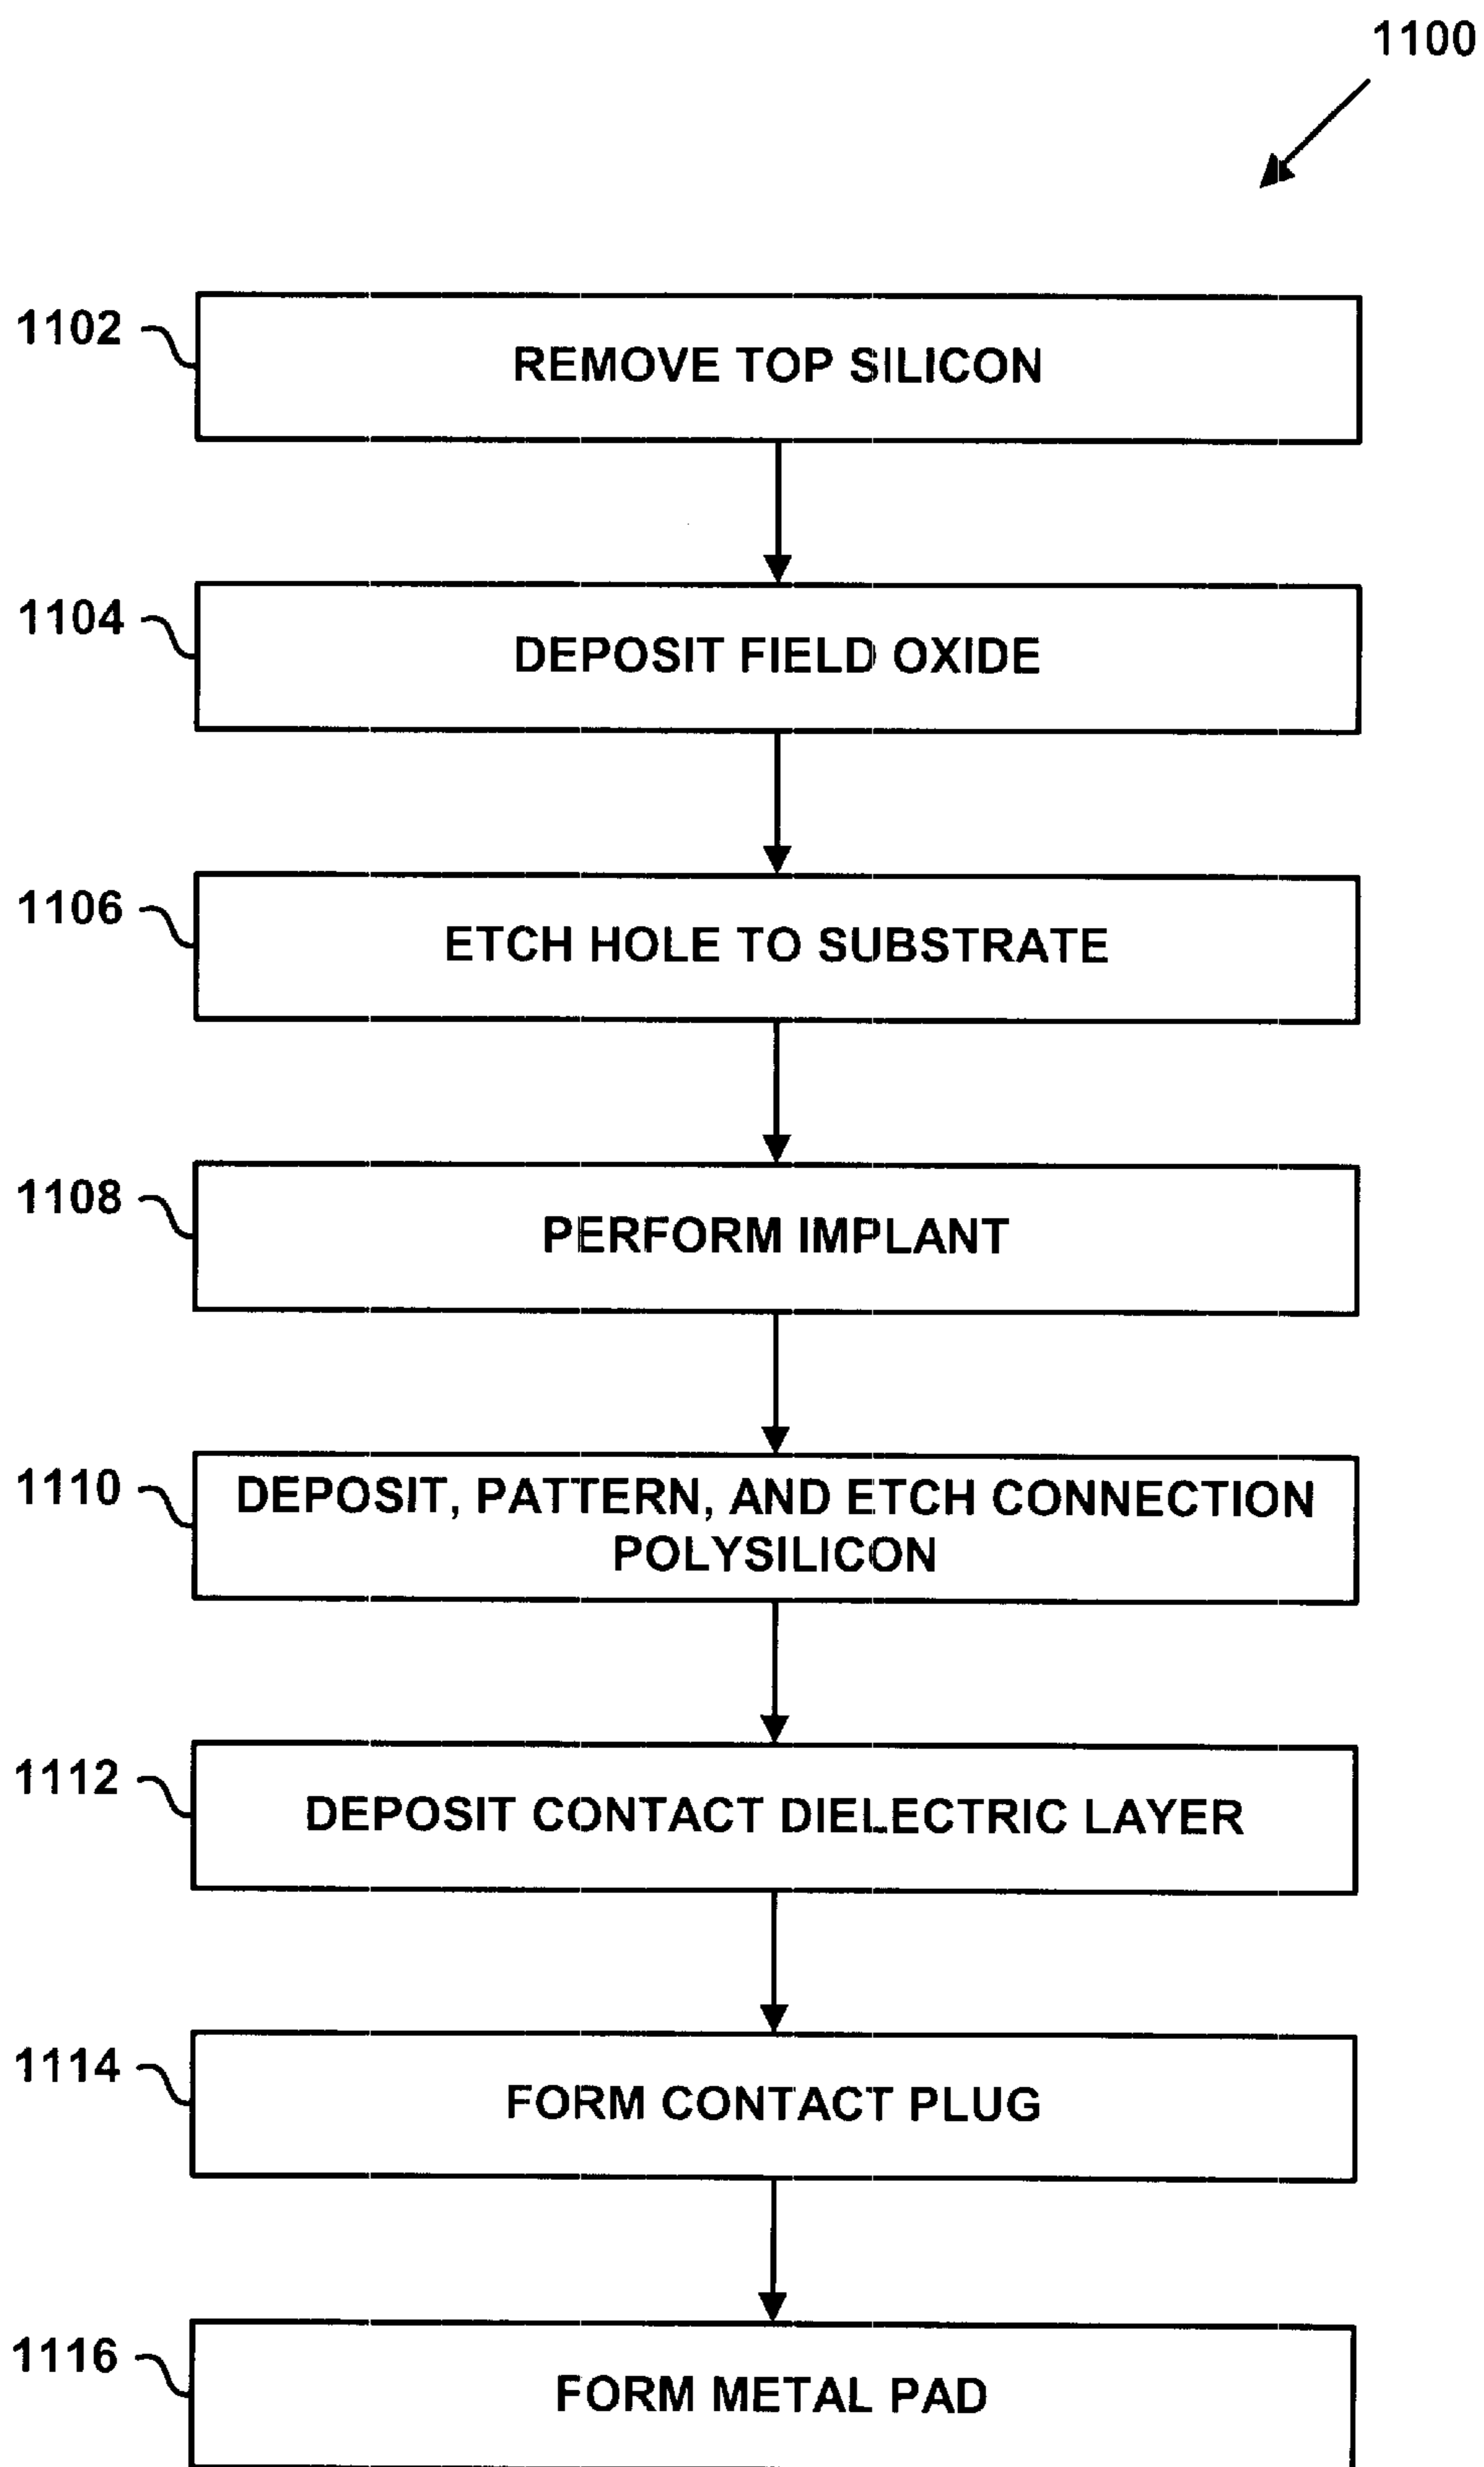 1100
1102
REMOVE TOP SILICON
1104
DEPOSIT FIELD OXIDE
1106
ETCH HOLE TO SUBSTRATE
1108
PERFORM IMPLANT
1110
DEPOSIT, PATTERN, AND ETCH CONNECTION
POLYSILICON
1112
DEPOSIT CONTACT DIELECTRIC LAYER
1114
FORM CONTACT PLUG
1116
FORM METAL PAD